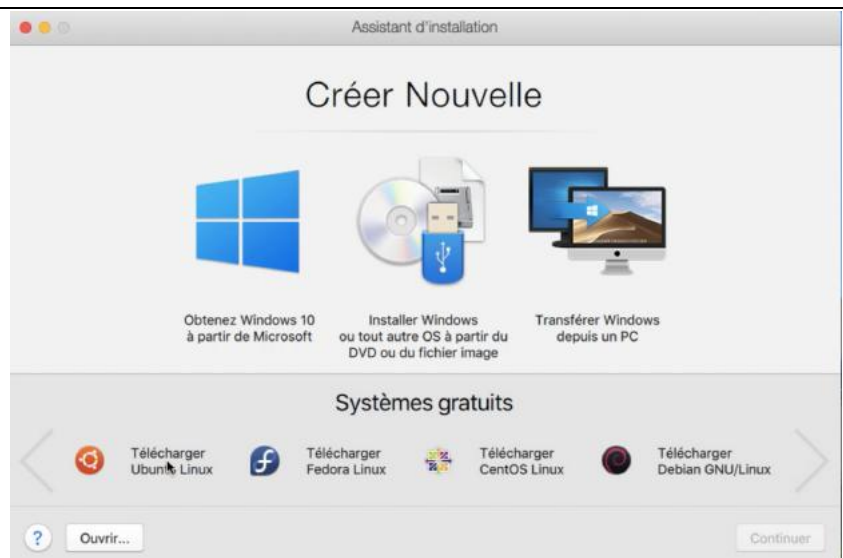 Assistant d'installation
Créer Nouvelle
Obtenez Windows 10
à partir de Microsoft
Installer Windows
ou tout autre OS à partir du
DVD ou du fichier image
Transférer Windows
depuis un PC
Systèmes gratuits
Télécharger
Ubuntu Linux
Télécharger
Fedora Linux
Télécharger
CentOS Linux
Télécharger
Debian GNU/Linux
?
Ouvrir...
Continuer